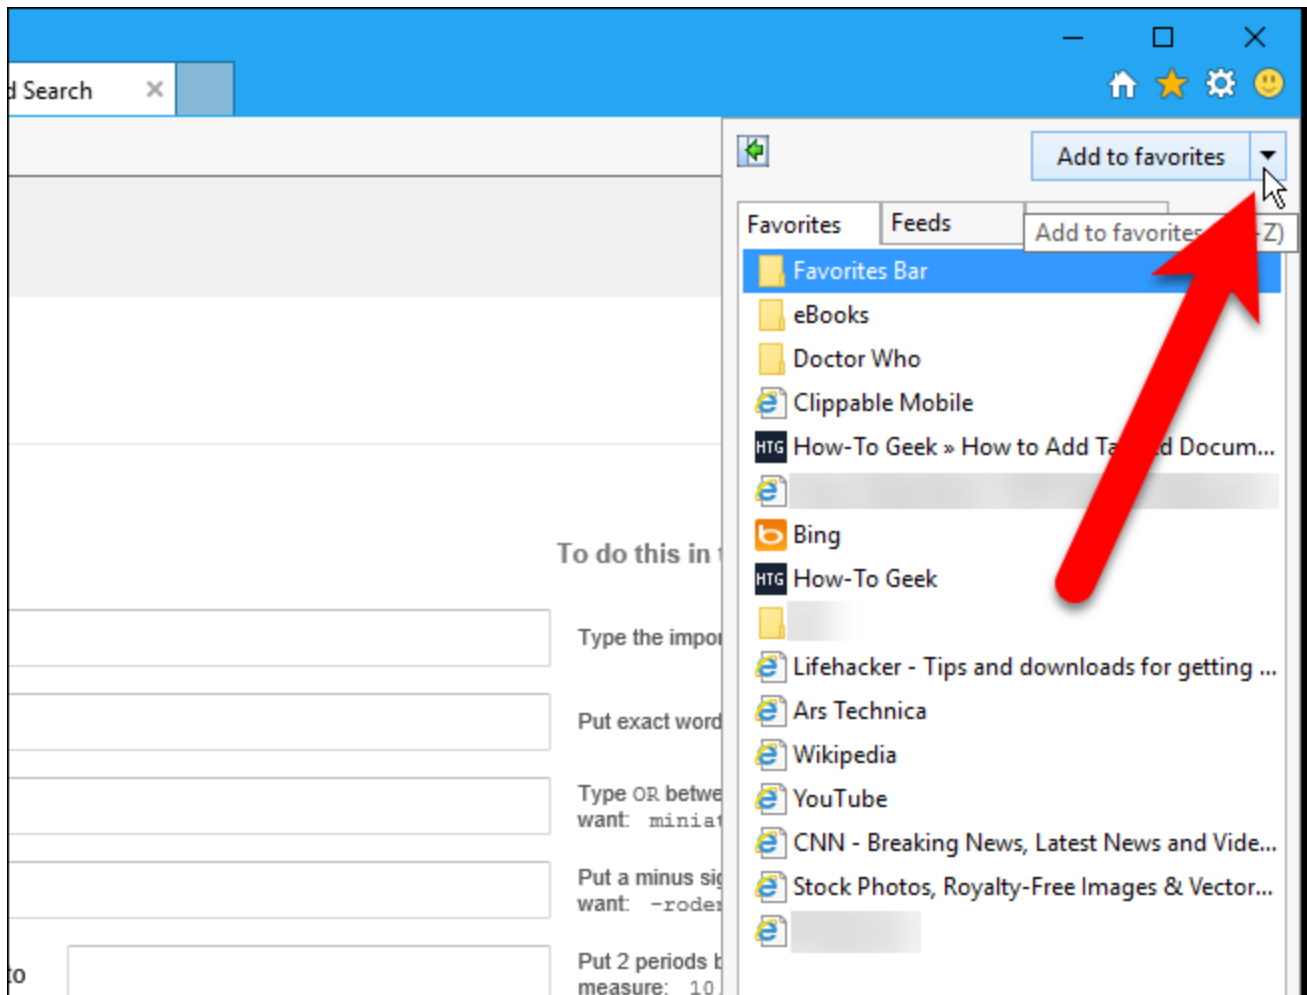 d Search
Add to favorites
Favorites
Feeds
Add to favorites -Z)
Favorites Bar
eBooks
Doctor Who
Clippable Mobile
HTG How-To Geek » How to Add Ta d Docum...
Bing
HTG How-To Geek
Lifehacker - Tips and downloads for getting ...
Ars Technica
Wikipedia
YouTube
CNN - Breaking News, Latest News and Vide...
Stock Photos, Royalty-Free Images & Vector...
To do this in t
Type the impor
Put exact word
Type OR betwe
want: miniat
Put a minus sig
want: -roder
Put 2 periods b
measure: 10.
to